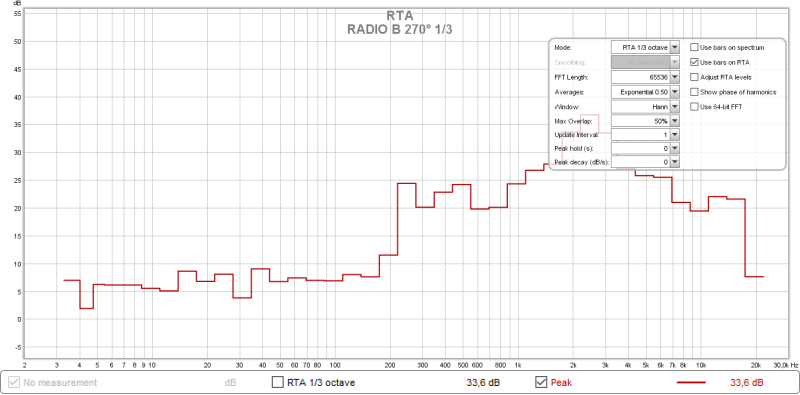 dB
RTA
RADIO B 270° 1/3
55
50
45
40
35
30
25
20
15
10
5
0
-5
Mode: RTA 1/3 octave Use bars on spectrum
Smoothing: Use bars on RTA
FFT Length: 65536 Adjust RTA levels
Averages: Exponential 0.50 Show phase of harmonics
Window: Hann Use 64-bit FFT
Max Overlap: 50%
Update Interval: 1
Peak hold (s): 0
Peak decay (dB/s): 0
2 3 4 5 6 7 8 9 10 20 30 40 50 60 80 100 200 300 400 500 600 800 1k 2k 3k 4k 5k 6k 7k 8k 10k 20k 30,0k Hz
No measurement dB RTA 1/3 octave 33,6 dB Peak 33,6 dB